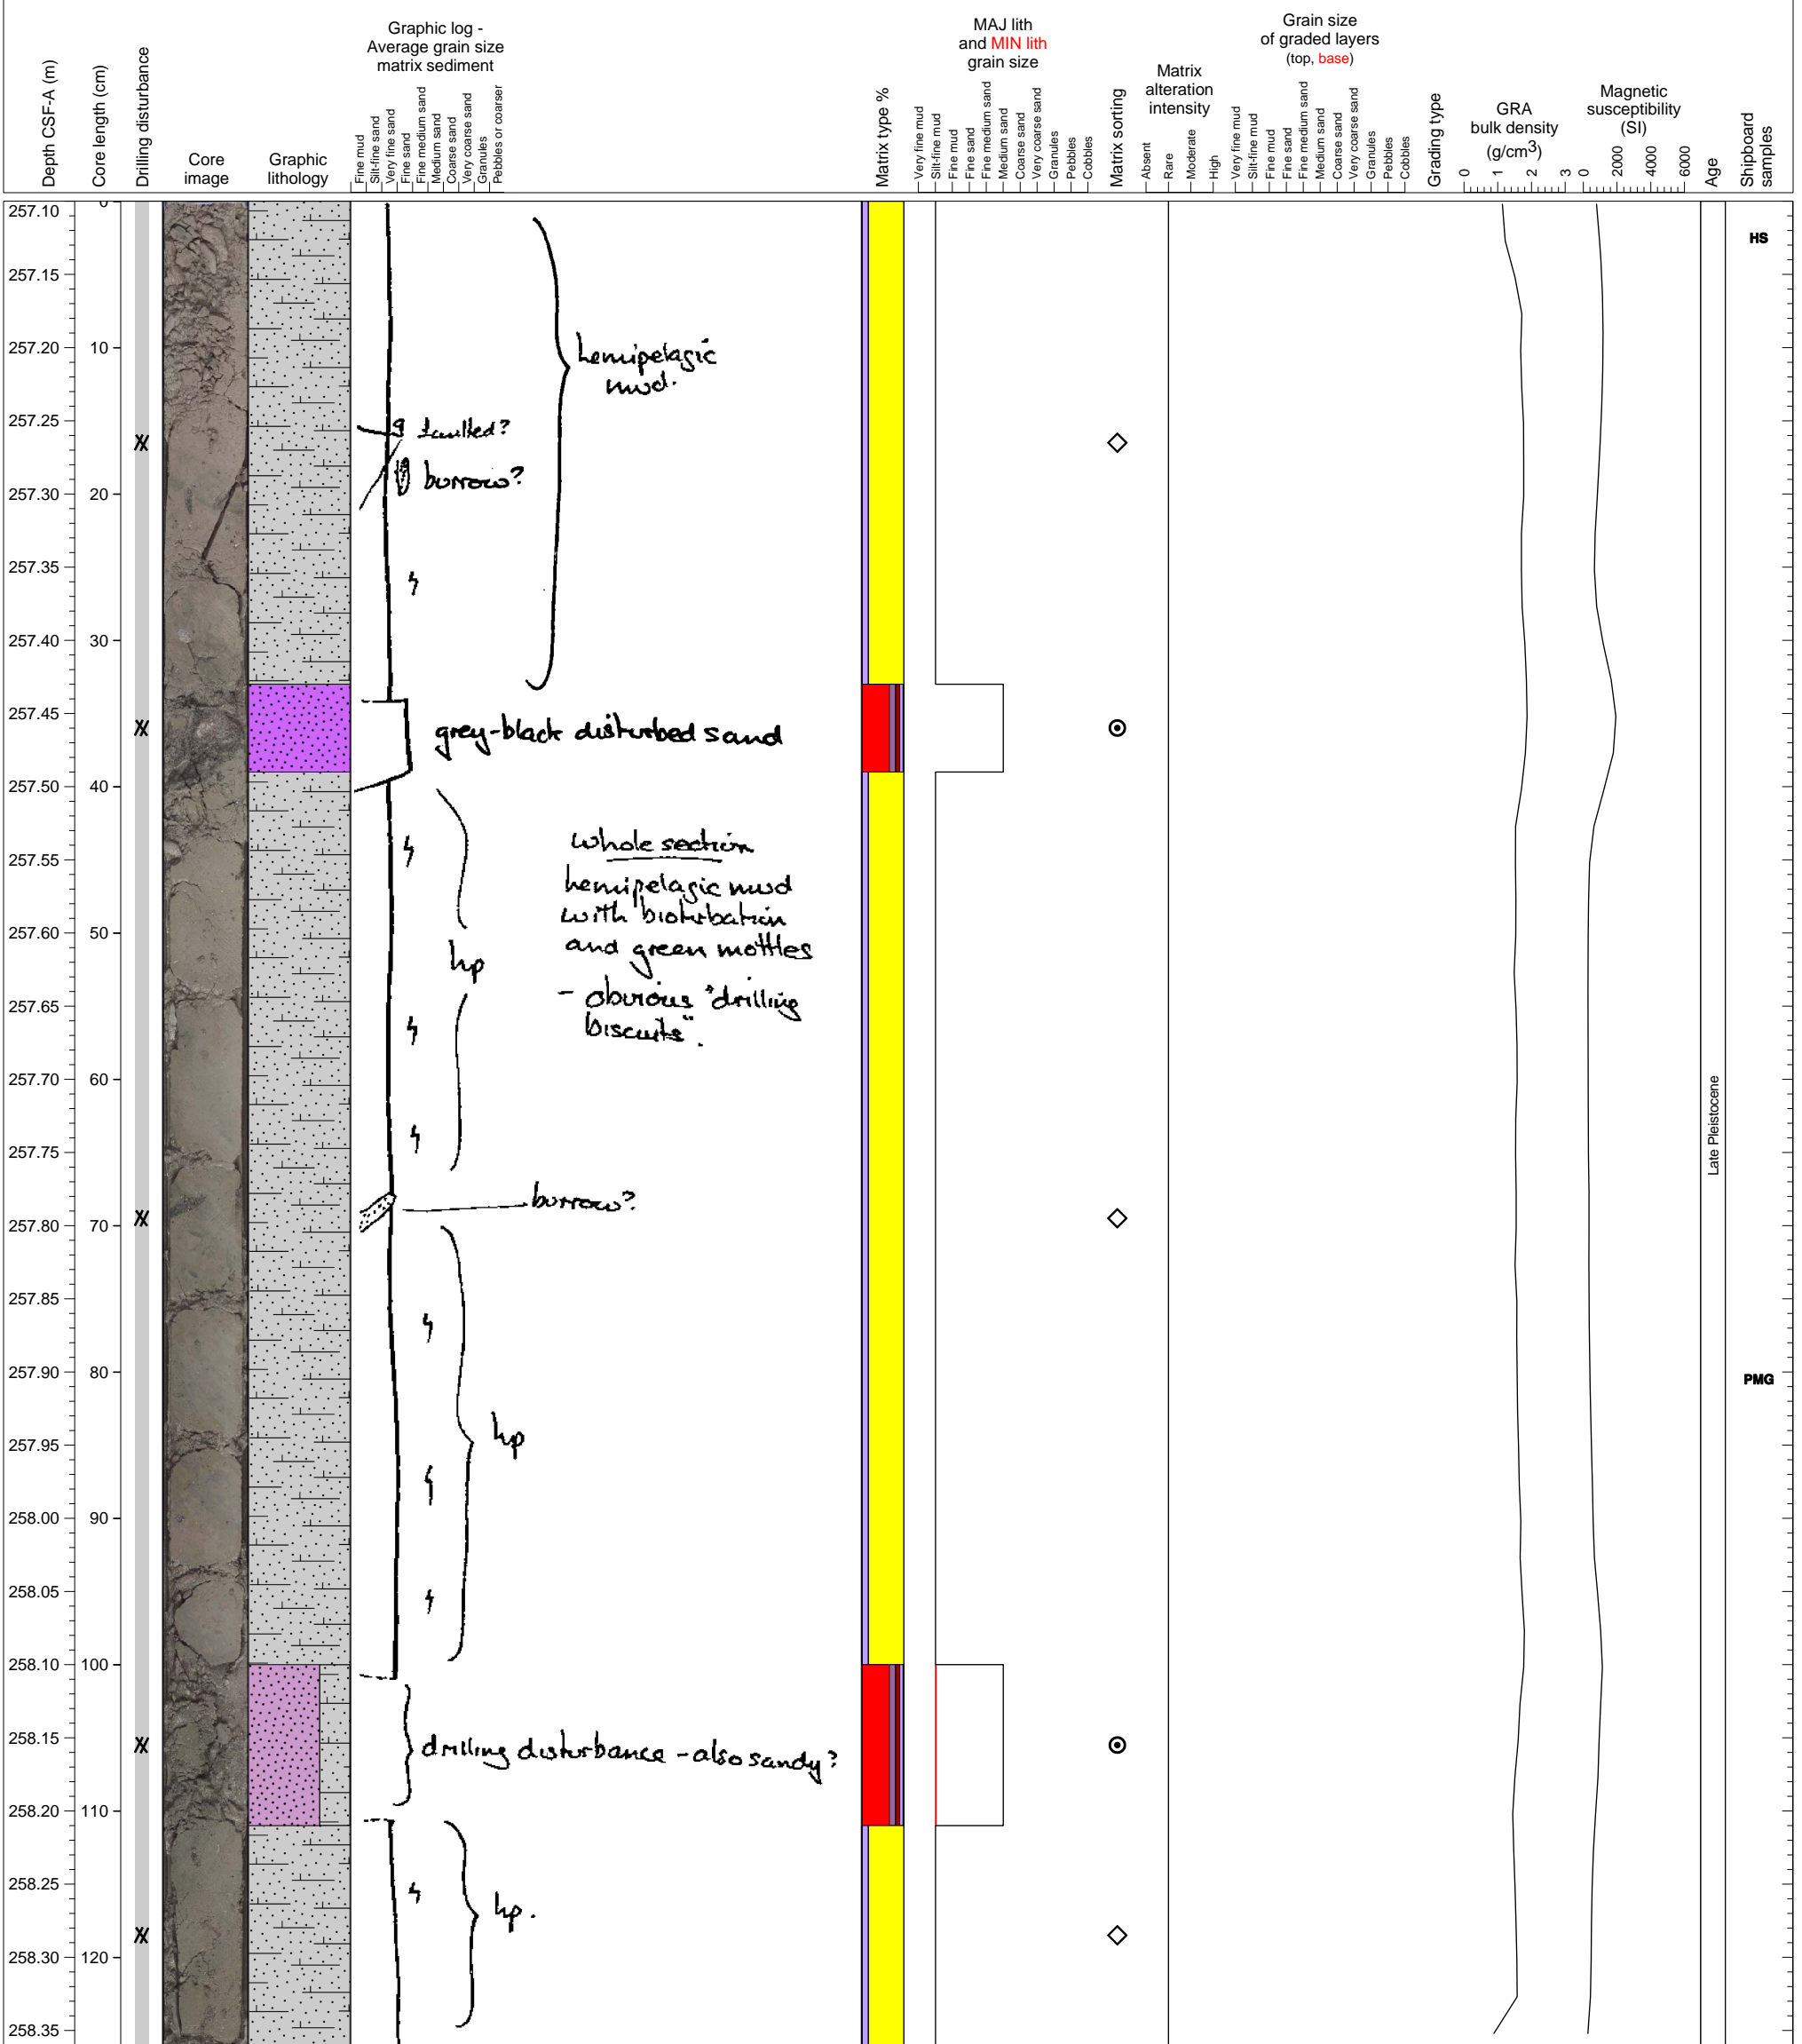 Depth CSF-A (m)
Core length (cm)
Drilling disturbance
Core
image
Graphic
lithology
Graphic log -
Average grain size
matrix sediment
Fine mud
Silt-fine sand
Very fine sand
Fine sand
Fine medium sand
Medium sand
Coarse sand
Very coarse sand
Granules
Pebbles or coarser
Matrix type %
MAJ lith
and MIN lith
grain size
Very fine mud
Silt-fine mud
Fine mud
Fine sand
Fine medium sand
Medium sand
Coarse sand
Very coarse sand
Granules
Pebbles
Cobbles
Matrix sorting
Matrix
alteration
intensity
Absent
Rare
Moderate
High
Grain size
of graded layers
(top, base)
Very fine mud
Silt-fine mud
Fine mud
Fine sand
Fine medium sand
Medium sand
Coarse sand
Very coarse sand
Granules
Pebbles
Cobbles
Grading type
GRA
bulk density
(g/cm3)
0 1 2 3
Magnetic
susceptibility
(SI)
0 2000 4000 6000
Age
Shipboard
samples
257.10 0
HS
257.15
257.20 10
hemipelagic
mud.
257.25
faulted?
burrow?
257.30 20
257.35
257.40 30
257.45
grey-black disturbed sand
257.50 40
257.55
257.60 50
hp
whole section
hemipelagic mud
with bioturbation
and green mottles
- obvious "drilling
biscuits".
257.65
257.70 60
257.75
Late Pleistocene
burrow?
257.80 70
257.85
257.90 80
PMG
257.95
hp
258.00 90
258.05
258.10 100
258.15
drilling disturbance - also sandy?
258.20 110
258.25
hp.
258.30 120
258.35